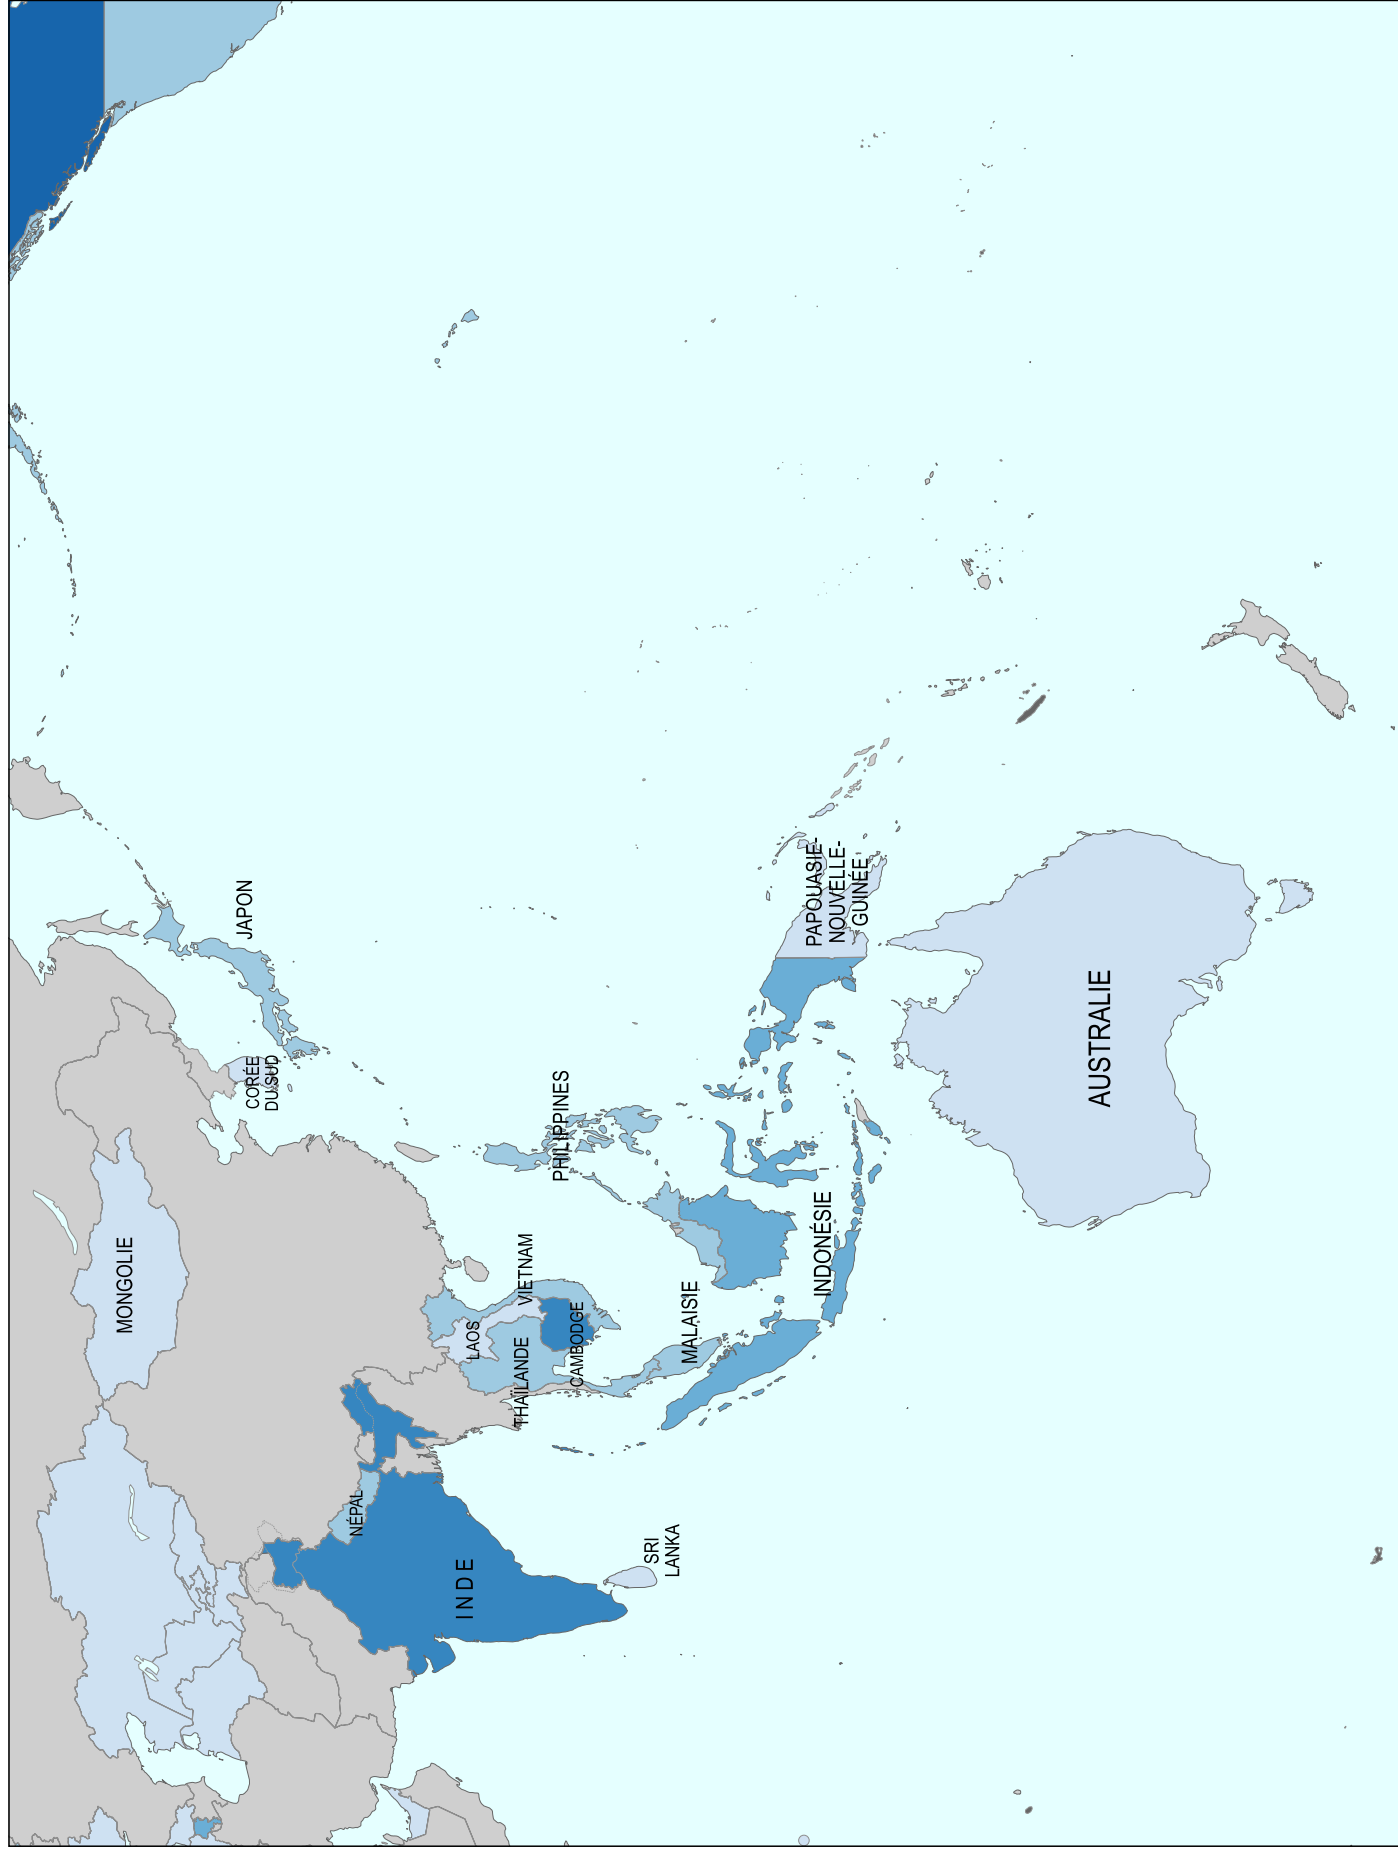 MONGOLIE
JAPON
CORÉE
DU SUD
NÉPAL
INDE
SRI
LANKA
LAOS
VIETNAM
THAÏLANDE
CAMBODGE
PHILIPPINES
MALAISIE
INDONÉSIE
PAPOUASIE-
NOUVELLE-
GUINÉE
AUSTRALIE